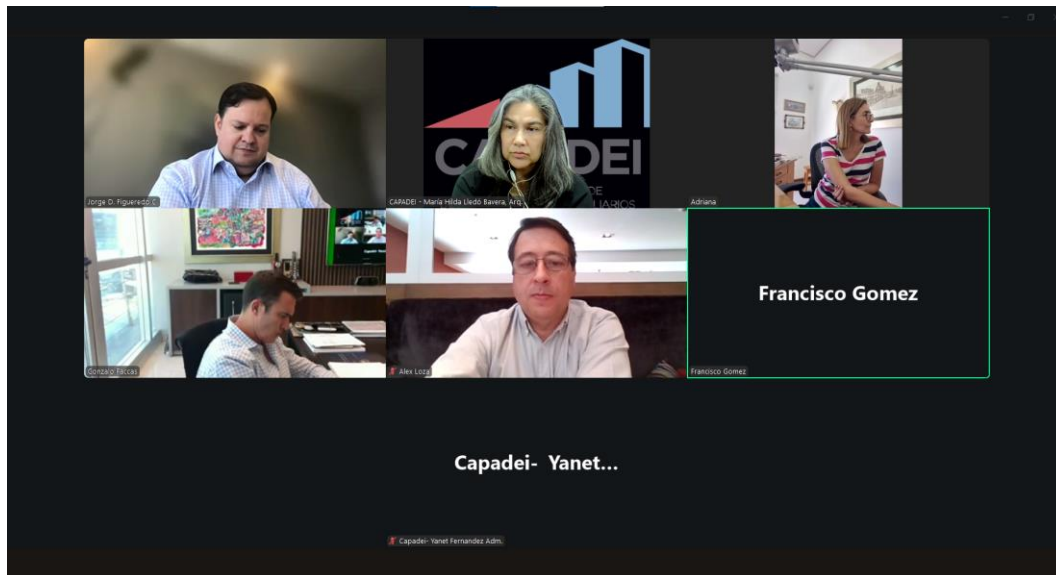 CAPADEI
DE
Jorge D. Figueredo C
CAPADEI - María Hilda Lledó Bavera, Arq.
Adriana
Francisco Gomez
Gonzalo Faccas
Alex Loza
Francisco Gomez
Capadei- Yanet...
Capadei- Yanet Fernandez Adm.